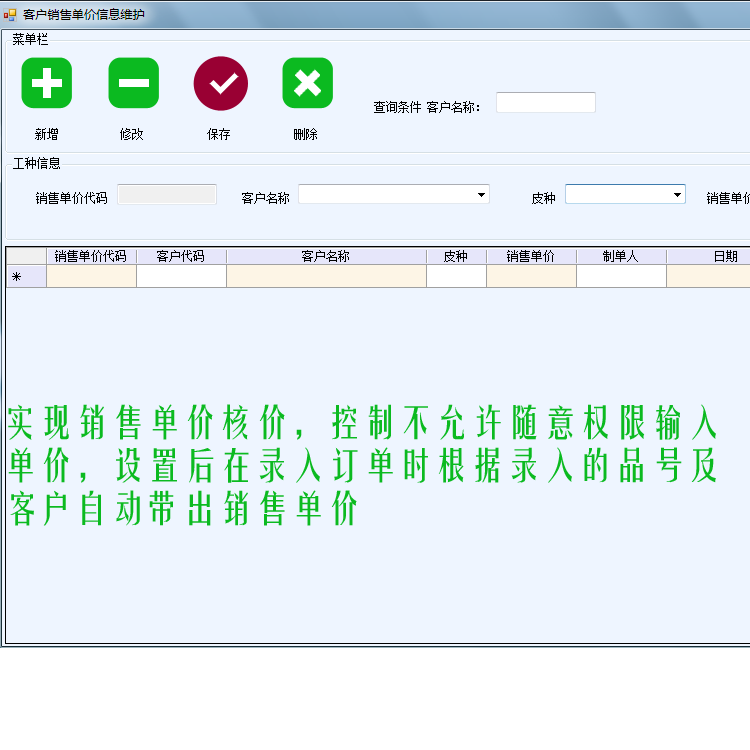 客户销售单价信息维护
菜单栏
新增 修改 保存 删除 查询条件 客户名称：
工种信息
销售单价代码 客户名称 皮种 销售单价
销售单价代码 客户代码 客户名称 皮种 销售单价 制单人 日期
*
实现销售单价核价，控制不允许随意权限输入
单价，设置后在录入订单时根据录入的品号及
客户自动带出销售单价